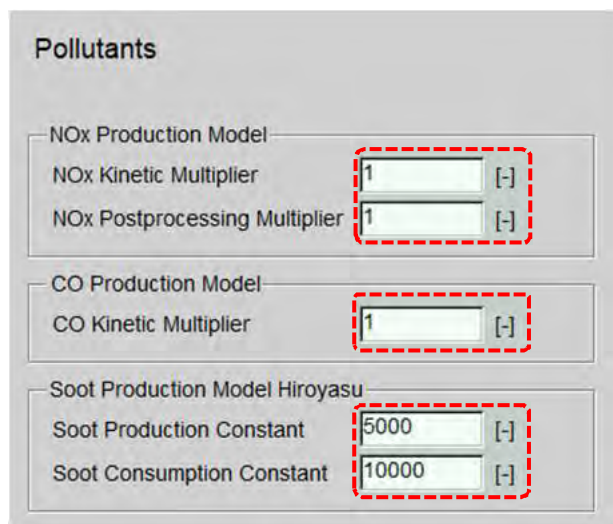 Pollutants
NOx Production Model
NOx Kinetic Multiplier 1 [-]
NOx Postprocessing Multiplier 1 [-]
CO Production Model
CO Kinetic Multiplier 1 [-]
Soot Production Model Hiroyasu
Soot Production Constant 5000 [-]
Soot Consumption Constant 10000 [-]